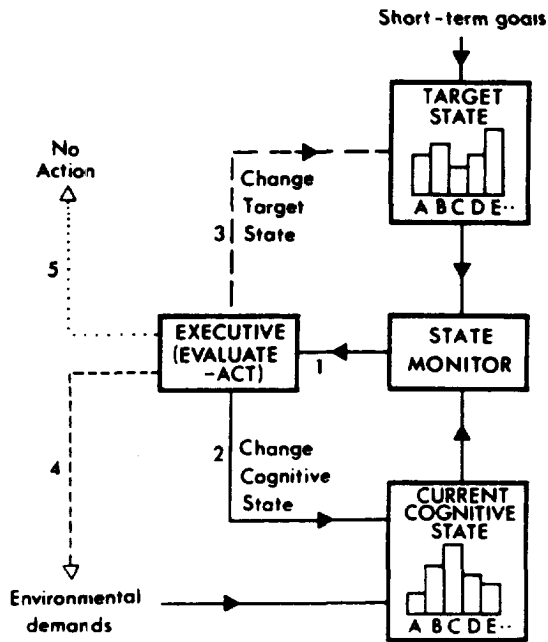 Short-term goals
TARGET
STATE
A B C D E··
No
Action
Change
Target
3 State
5
EXECUTIVE
(EVALUATE
-ACT)
1
STATE
MONITOR
2 Change
Cognitive
State
4
CURRENT
COGNITIVE
STATE
A B C D E··
Environmental
demands